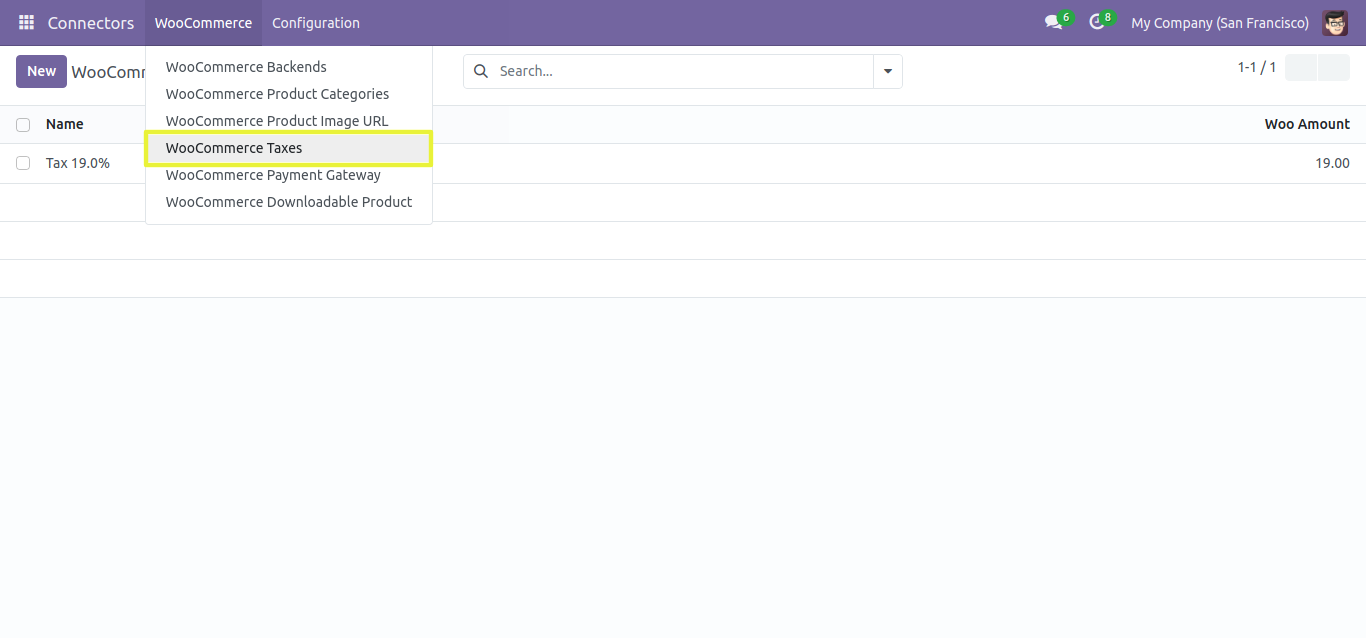 Connectors WooCommerce Configuration 6 8 My Company (San Francisco)
New WooComm Search... 1-1 / 1
WooCommerce Backends
WooCommerce Product Categories
WooCommerce Product Image URL
WooCommerce Taxes
WooCommerce Payment Gateway
WooCommerce Downloadable Product
Name Woo Amount
Tax 19.0% 19.00